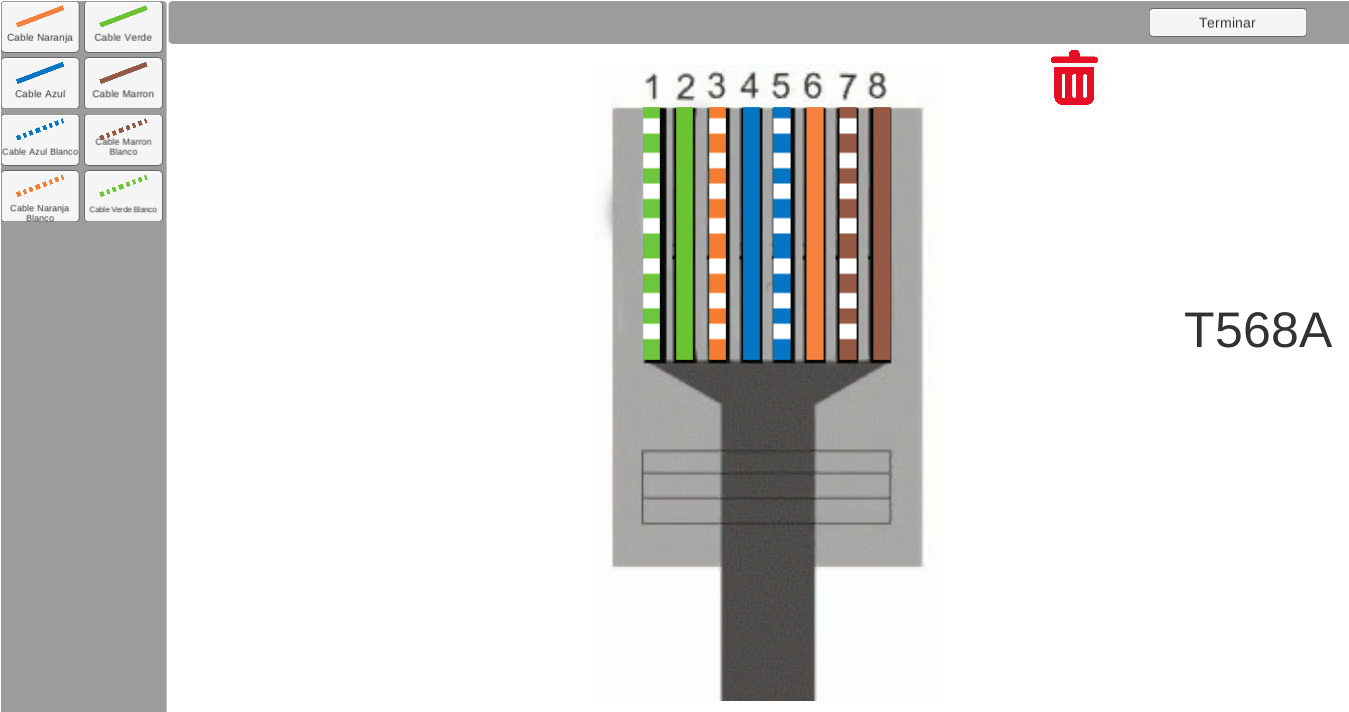 Cable Naranja
Cable Verde
Cable Azul
Cable Marron
Cable Azul Blanco
Cable Marron
Blanco
Cable Naranja
Blanco
Cable Verde Blanco
Terminar
1 2 3 4 5 6 7 8
T568A